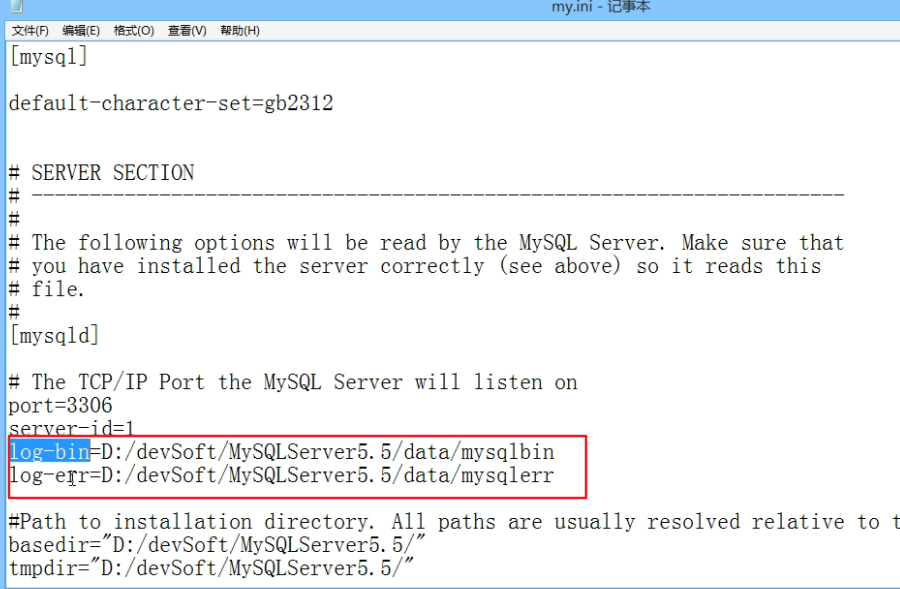 my.ini - 记事本
文件(F) 编辑(E) 格式(O) 查看(V) 帮助(H)
[mysql]
default-character-set=gb2312
# SERVER SECTION
# ----------------------------------------------------------------------
#
# The following options will be read by the MySQL Server. Make sure that
# you have installed the server correctly (see above) so it reads this
# file.
#
[mysqld]
# The TCP/IP Port the MySQL Server will listen on
port=3306
server-id=1
log-bin=D:/devSoft/MySQLServer5.5/data/mysqlbin
log-err=D:/devSoft/MySQLServer5.5/data/mysqlerr
#Path to installation directory. All paths are usually resolved relative to t
basedir="D:/devSoft/MySQLServer5.5/"
tmpdir="D:/devSoft/MySQLServer5.5/"